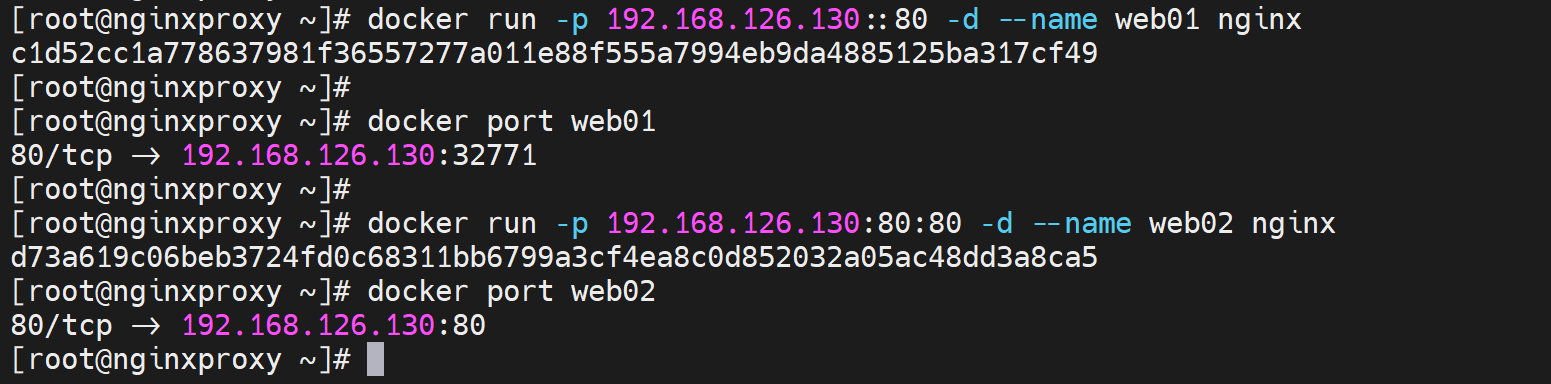 [root@nginxproxy ~]# docker run -p 192.168.126.130::80 -d --name web01 nginx
c1d52cc1a778637981f36557277a011e88f555a7994eb9da4885125ba317cf49
[root@nginxproxy ~]#
[root@nginxproxy ~]# docker port web01
80/tcp -> 192.168.126.130:32771
[root@nginxproxy ~]#
[root@nginxproxy ~]# docker run -p 192.168.126.130:80:80 -d --name web02 nginx
d73a619c06beb3724fd0c68311bb6799a3cf4ea8c0d852032a05ac48dd3a8ca5
[root@nginxproxy ~]# docker port web02
80/tcp -> 192.168.126.130:80
[root@nginxproxy ~]#